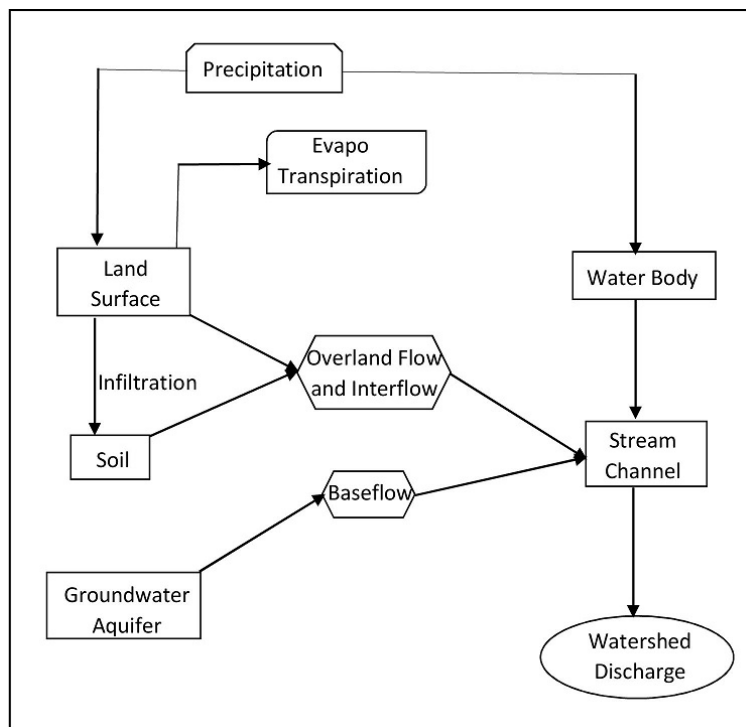 Precipitation
Evapo
Transpiration
Land
Surface
Water Body
Overland Flow
and Interflow
Infiltration
Soil
Stream
Channel
Baseflow
Groundwater
Aquifer
Watershed
Discharge